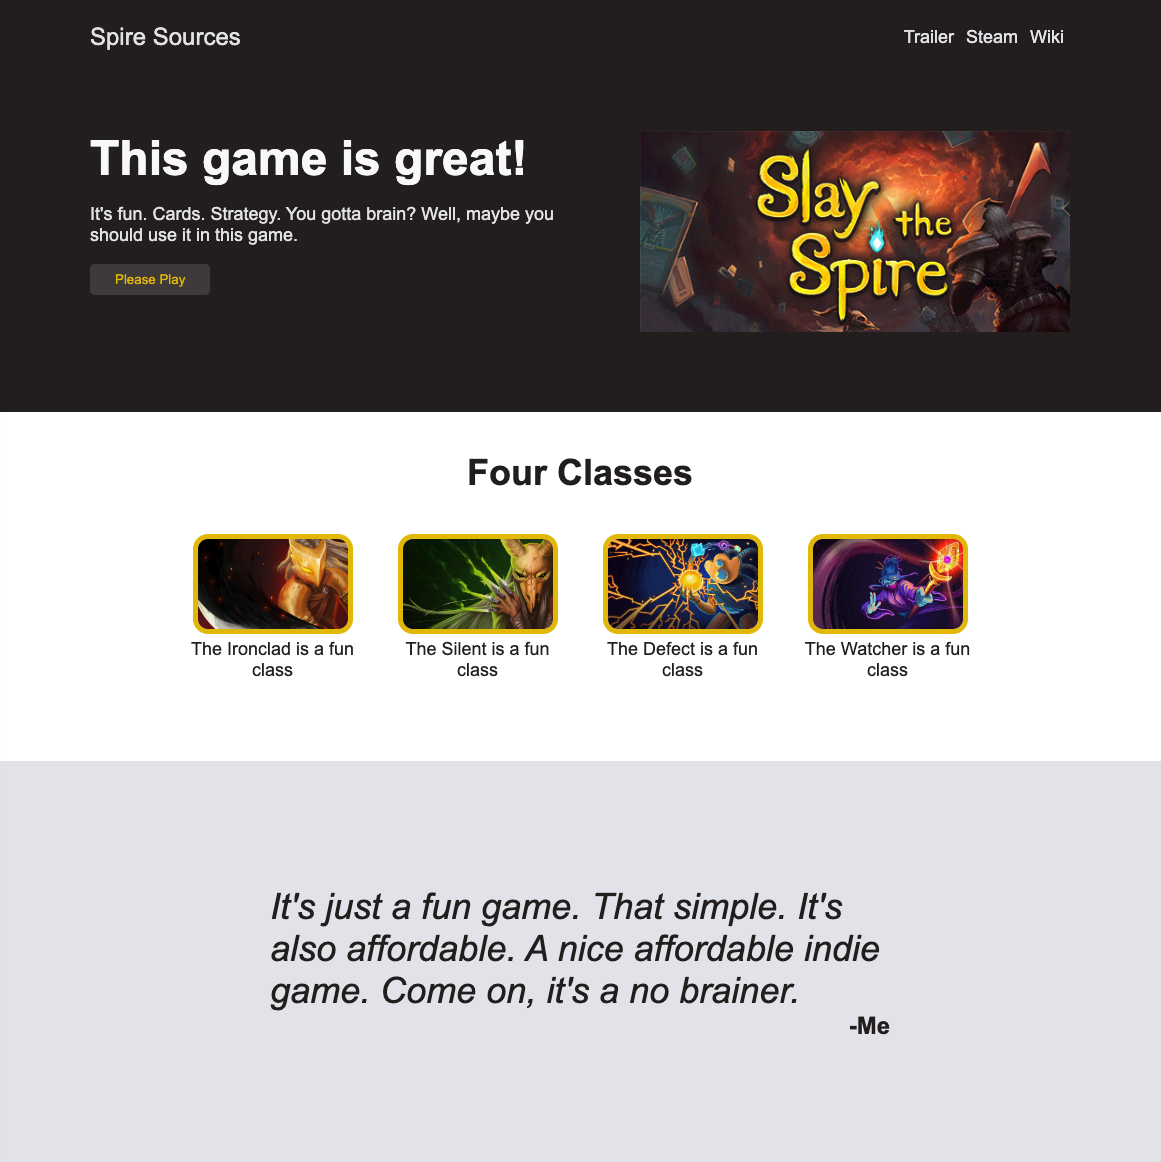 Spire Sources
Trailer Steam Wiki
This game is great!
It's fun. Cards. Strategy. You gotta brain? Well, maybe you
should use it in this game.
Please Play
Slay
the
Spire
Four Classes
The Ironclad is a fun
class
The Silent is a fun
class
The Defect is a fun
class
The Watcher is a fun
class
It's just a fun game. That simple. It's
also affordable. A nice affordable indie
game. Come on, it's a no brainer.
-Me